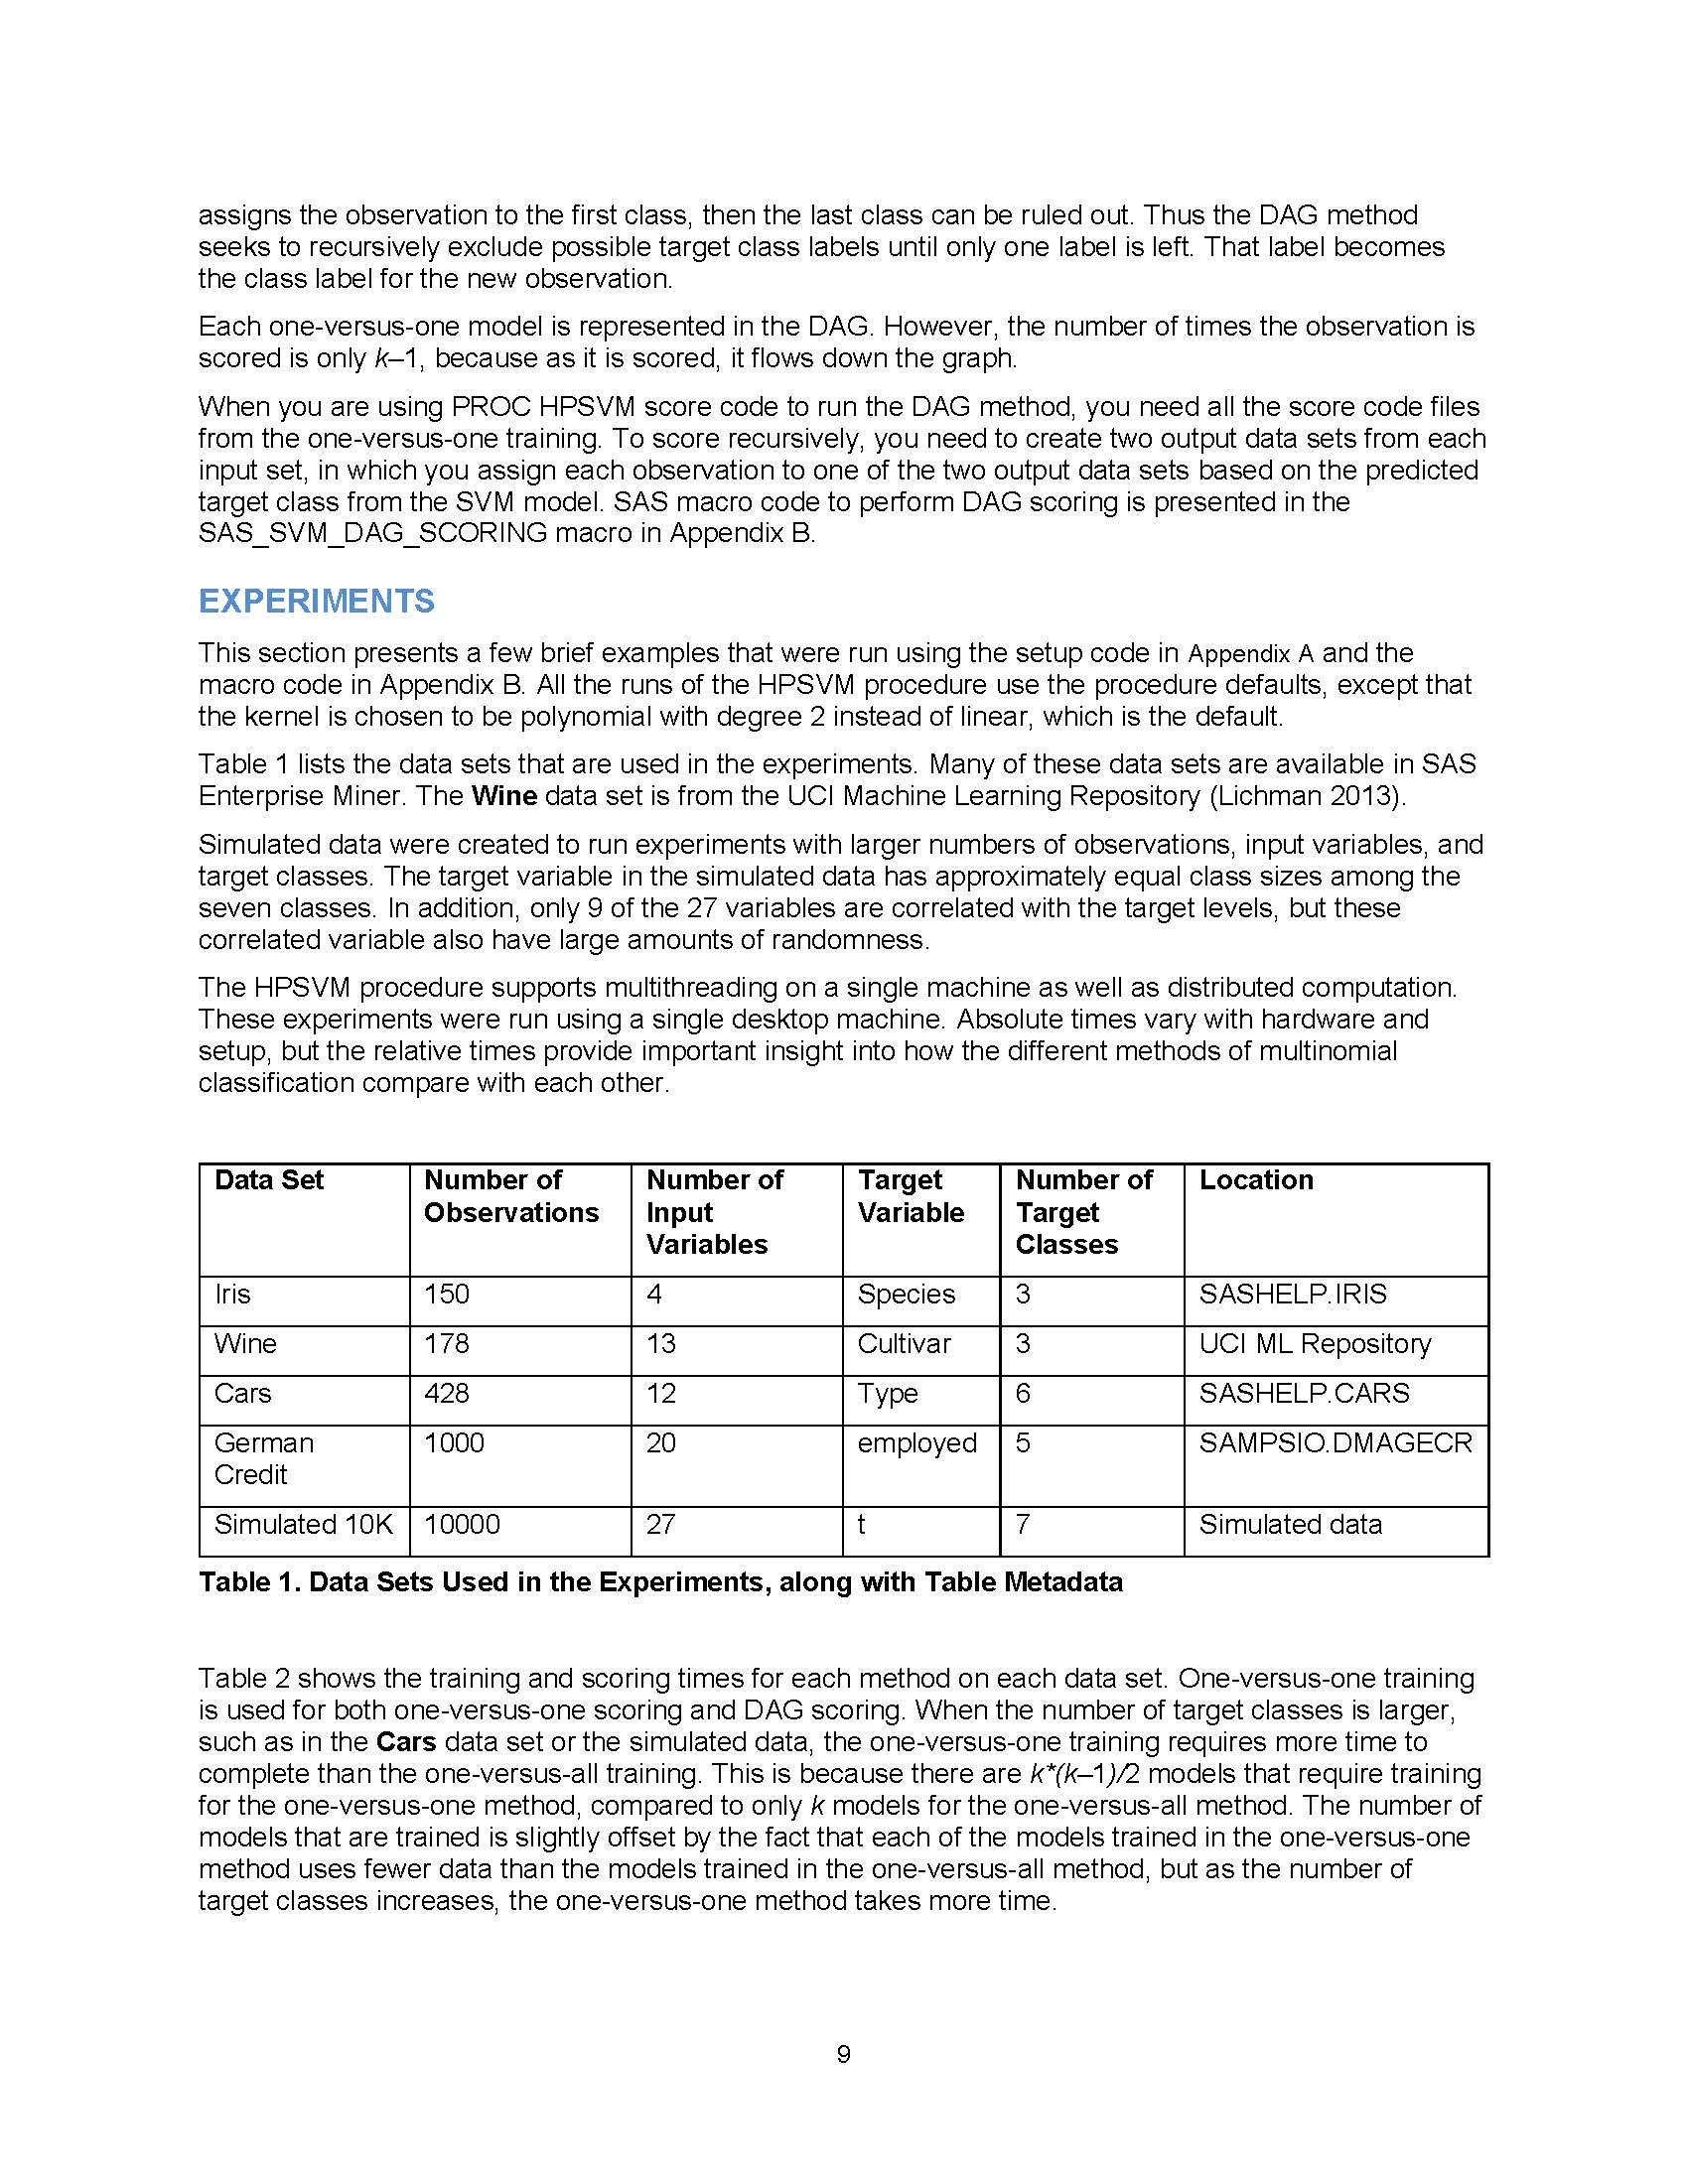 assigns the observation to the first class, then the last class can be ruled out. Thus the DAG method
seeks to recursively exclude possible target class labels until only one label is left. That label becomes
the class label for the new observation.
Each one-versus-one model is represented in the DAG. However, the number of times the observation is
scored is only k–1, because as it is scored, it flows down the graph.
When you are using PROC HPSVM score code to run the DAG method, you need all the score code files
from the one-versus-one training. To score recursively, you need to create two output data sets from each
input set, in which you assign each observation to one of the two output data sets based on the predicted
target class from the SVM model. SAS macro code to perform DAG scoring is presented in the
SAS_SVM_DAG_SCORING macro in Appendix B.
EXPERIMENTS
This section presents a few brief examples that were run using the setup code in Appendix A and the
macro code in Appendix B. All the runs of the HPSVM procedure use the procedure defaults, except that
the kernel is chosen to be polynomial with degree 2 instead of linear, which is the default.
Table 1 lists the data sets that are used in the experiments. Many of these data sets are available in SAS
Enterprise Miner. The Wine data set is from the UCI Machine Learning Repository (Lichman 2013).
Simulated data were created to run experiments with larger numbers of observations, input variables, and
target classes. The target variable in the simulated data has approximately equal class sizes among the
seven classes. In addition, only 9 of the 27 variables are correlated with the target levels, but these
correlated variable also have large amounts of randomness.
The HPSVM procedure supports multithreading on a single machine as well as distributed computation.
These experiments were run using a single desktop machine. Absolute times vary with hardware and
setup, but the relative times provide important insight into how the different methods of multinomial
classification compare with each other.
Data Set Number of Observations Number of Input Variables Target Variable Number of Target Classes Location
Iris 150 4 Species 3 SASHELP.IRIS
Wine 178 13 Cultivar 3 UCI ML Repository
Cars 428 12 Type 6 SASHELP.CARS
German Credit 1000 20 employed 5 SAMPSIO.DMAGECR
Simulated 10K 10000 27 t 7 Simulated data
Table 1. Data Sets Used in the Experiments, along with Table Metadata
Table 2 shows the training and scoring times for each method on each data set. One-versus-one training
is used for both one-versus-one scoring and DAG scoring. When the number of target classes is larger,
such as in the Cars data set or the simulated data, the one-versus-one training requires more time to
complete than the one-versus-all training. This is because there are k*(k–1)/2 models that require training
for the one-versus-one method, compared to only k models for the one-versus-all method. The number of
models that are trained is slightly offset by the fact that each of the models trained in the one-versus-one
method uses fewer data than the models trained in the one-versus-all method, but as the number of
target classes increases, the one-versus-one method takes more time.
9